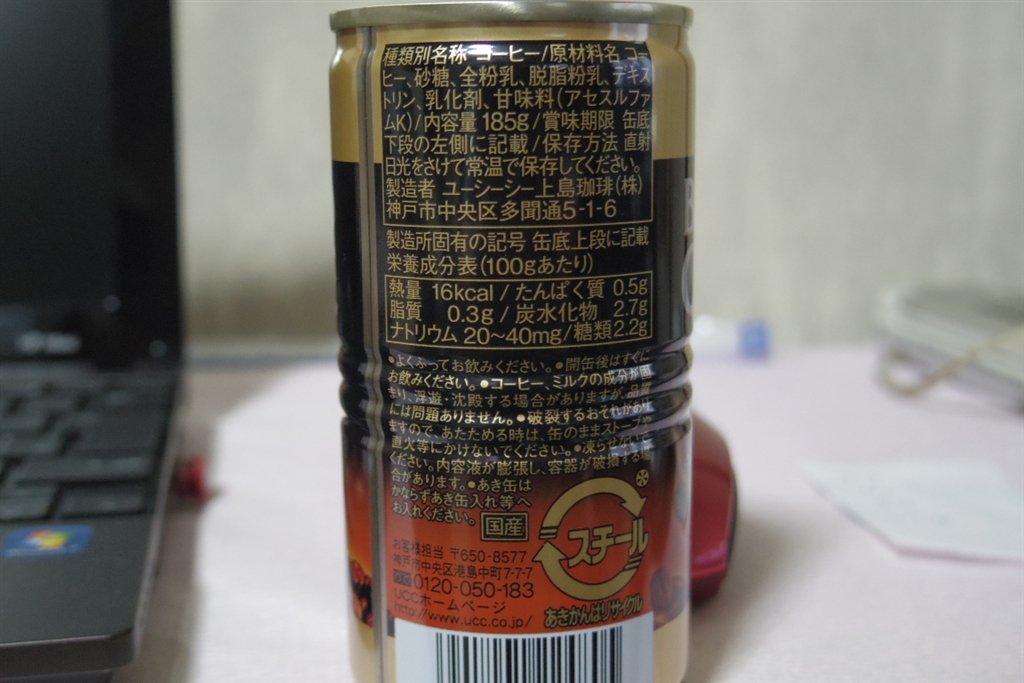 種類別名称 コーヒー/原材料名 コー
ヒー、砂糖、全粉乳、脱脂粉乳、デキス
トリン、乳化剤、甘味料(アセスルファ
ムK)/内容量 185g/賞味期限 缶底
下段の左側に記載/保存方法 直射
日光をさけて常温で保存してください。
製造者 ユーシーシー上島珈琲(株)
神戸市中央区多聞通5-1-6
製造所固有の記号 缶底上段に記載
栄養成分表(100gあたり)
熱量 16kcal/たんぱく質 0.5g
脂質 0.3g/炭水化物 2.7g
ナトリウム 20〜40mg/糖類2.2g
●よくふってお飲みください。●開缶後はすぐに
お飲みください。●コーヒー、ミルクの成分が固
まり、浮遊・沈殿する場合がありますが、品質
には問題ありません。●破裂するおそれがあり
ますので、あたためる時は、缶のままストーブや
直火等にかけないでください。●凍らせないで
ください。内容液が膨張し、容器が破損する場
合があります。●あき缶は
かならずあき缶入れ等へ
お入れください。
国産
スチール
あきかんはリサイクル
お客様担当 〒650-8577
神戸市中央区港島中町7-7-7
0120-050-183
UCCホームページ
http://www.ucc.co.jp/